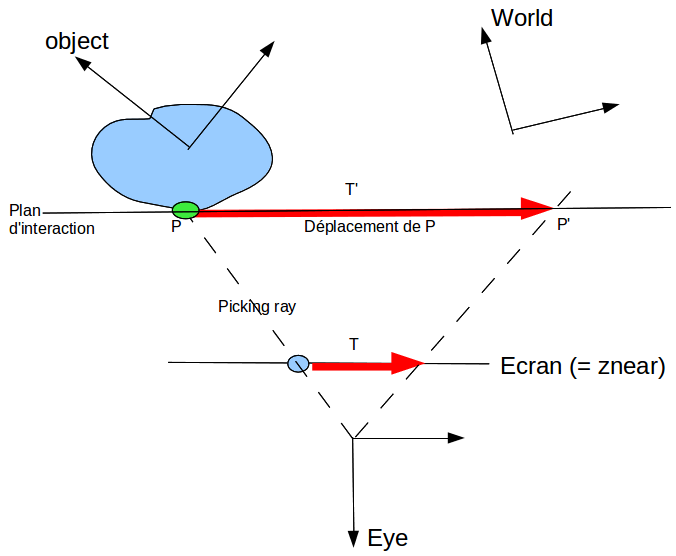 World
object
T'
Plan
d'interaction
P
Déplacement de P
P'
Picking ray
T
Ecran (= znear)
Eye